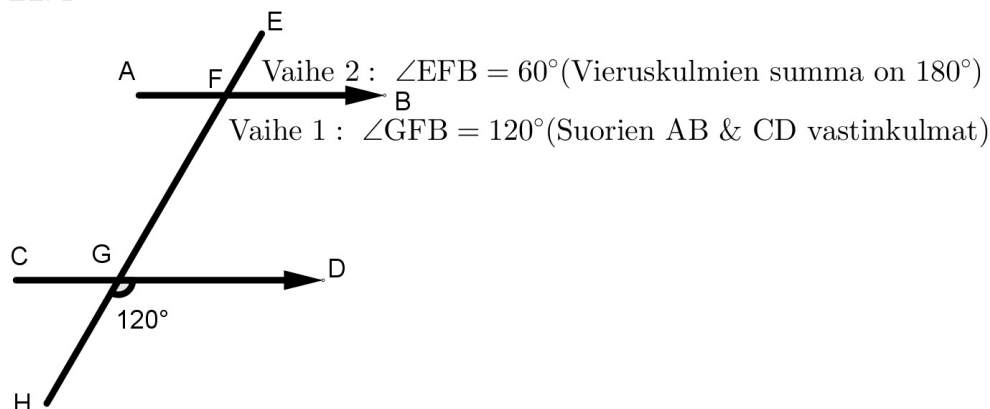 E
A
F
Vaihe 2 : ∠EFB = 60°(Vieruskulmien summa on 180°)
B
Vaihe 1 : ∠GFB = 120°(Suorien AB & CD vastinkulmat)
C
G
D
120°
H